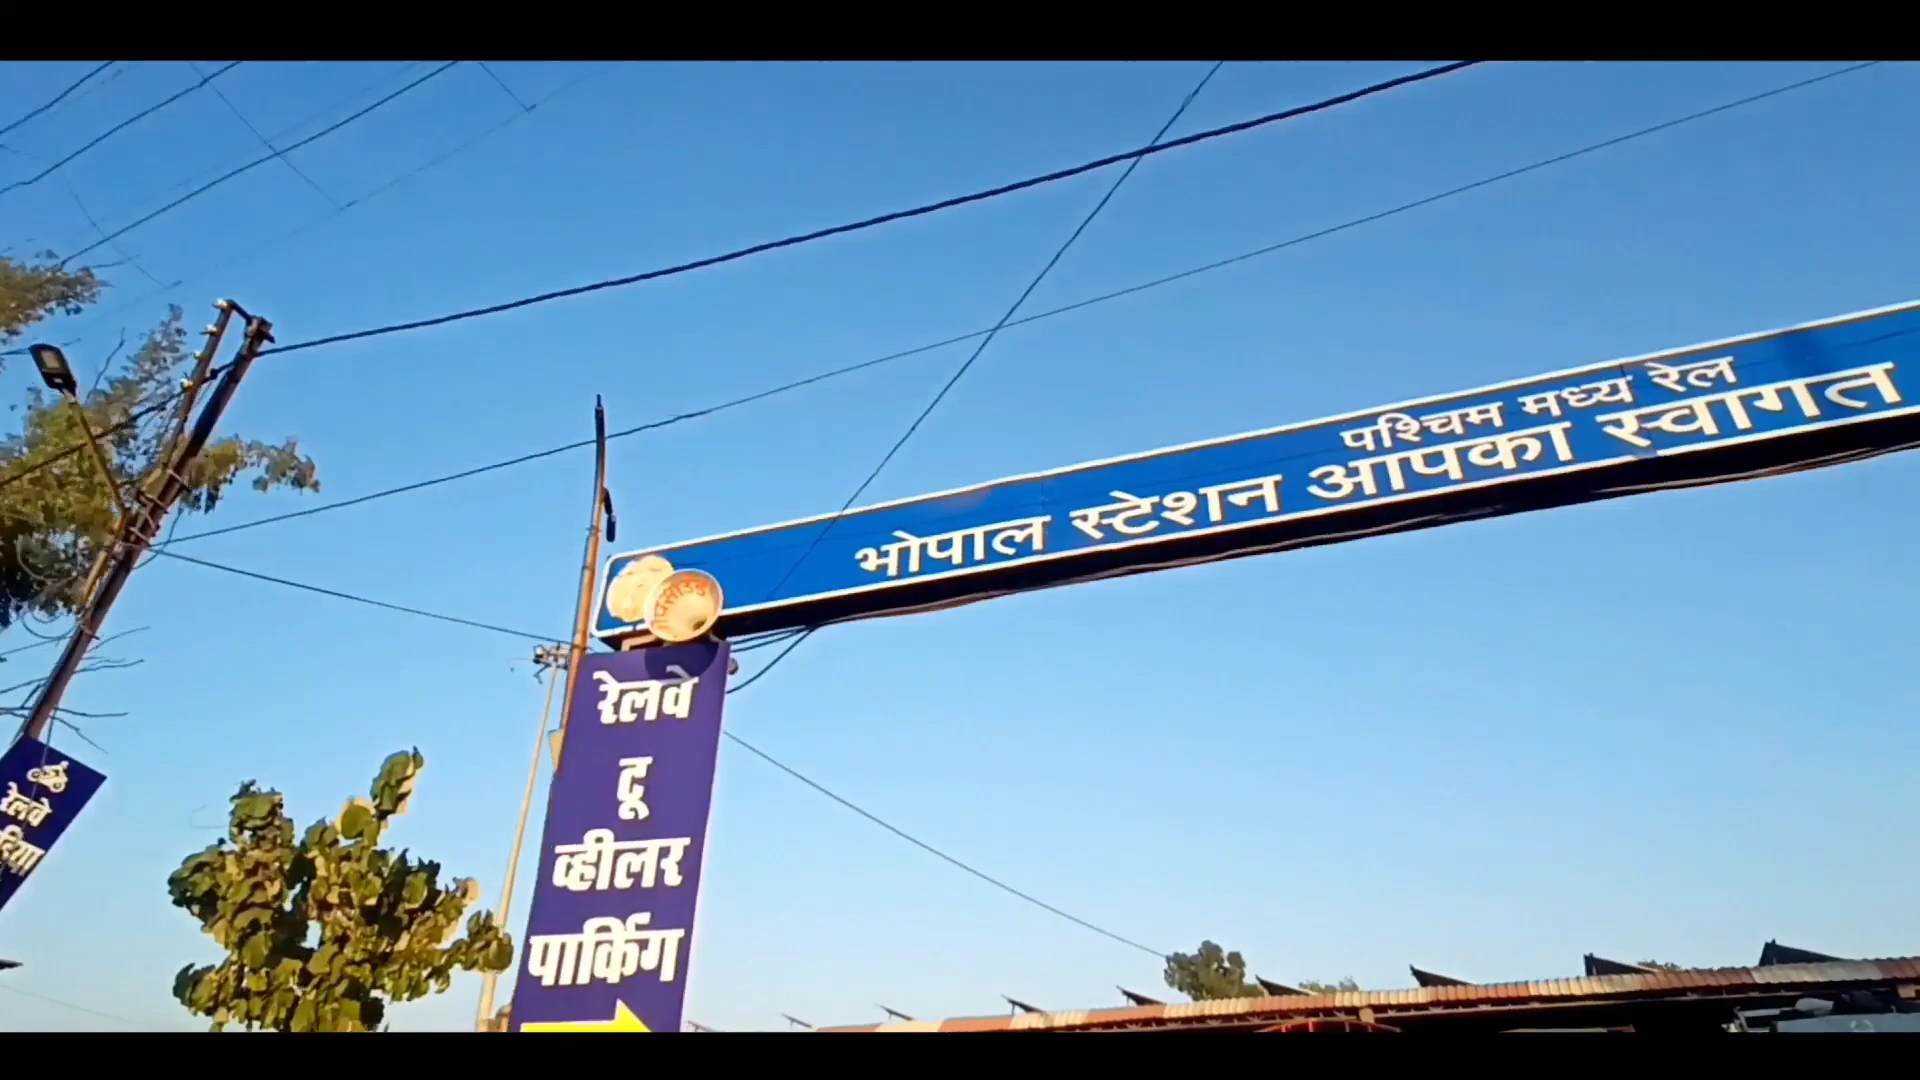 पश्चिम मध्य रेल
भोपाल स्टेशन आपका स्वागत
रेलवे
टू
व्हीलर
पार्किंग
रेलवे